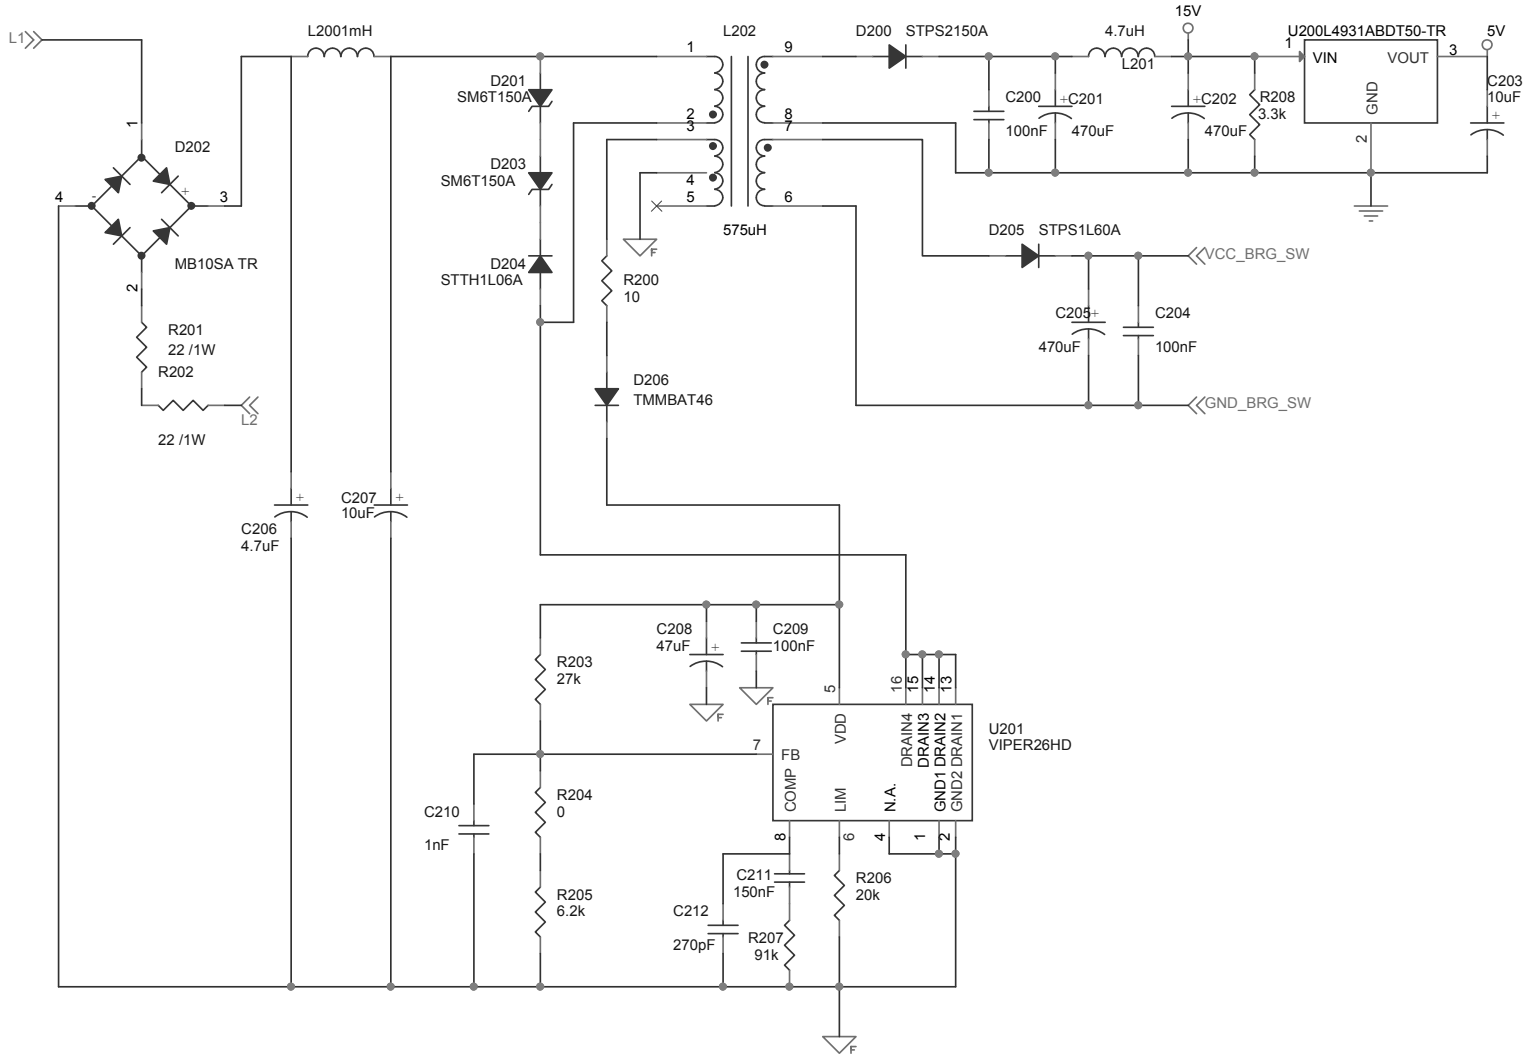 L1
L2001mH
L202
D200 STPS2150A
4.7uH
L201
15V
U200L4931ABDT50-TR
5V
1
VIN
VOUT
3
GND
2
C203
10uF
+
1
2
3
4
5
9
8
7
6
575uH
D201
SM6T150A
D203
SM6T150A
D204
STTH1L06A
C200
100nF
+
C201
470uF
+
C202
470uF
R208
3.3k
1
D202
4
-
+
3
MB10SA TR
2
R201
22 /1W
R202
22 /1W
L2
R200
10
D206
TMMBAT46
F
D205 STPS1L60A
VCC_BRG_SW
C205
+
470uF
C204
100nF
GND_BRG_SW
+
C206
4.7uF
C207
+
10uF
C208
47uF
+
C209
100nF
F
F
R203
27k
5
16
15
14
13
VDD
DRAIN4
DRAIN3
DRAIN2
DRAIN1
U201
VIPER26HD
7
FB
COMP
LIM
N.A.
GND1
GND2
8
6
4
1
2
C210
1nF
R204
0
R205
6.2k
C211
150nF
C212
270pF
R207
91k
R206
20k
F